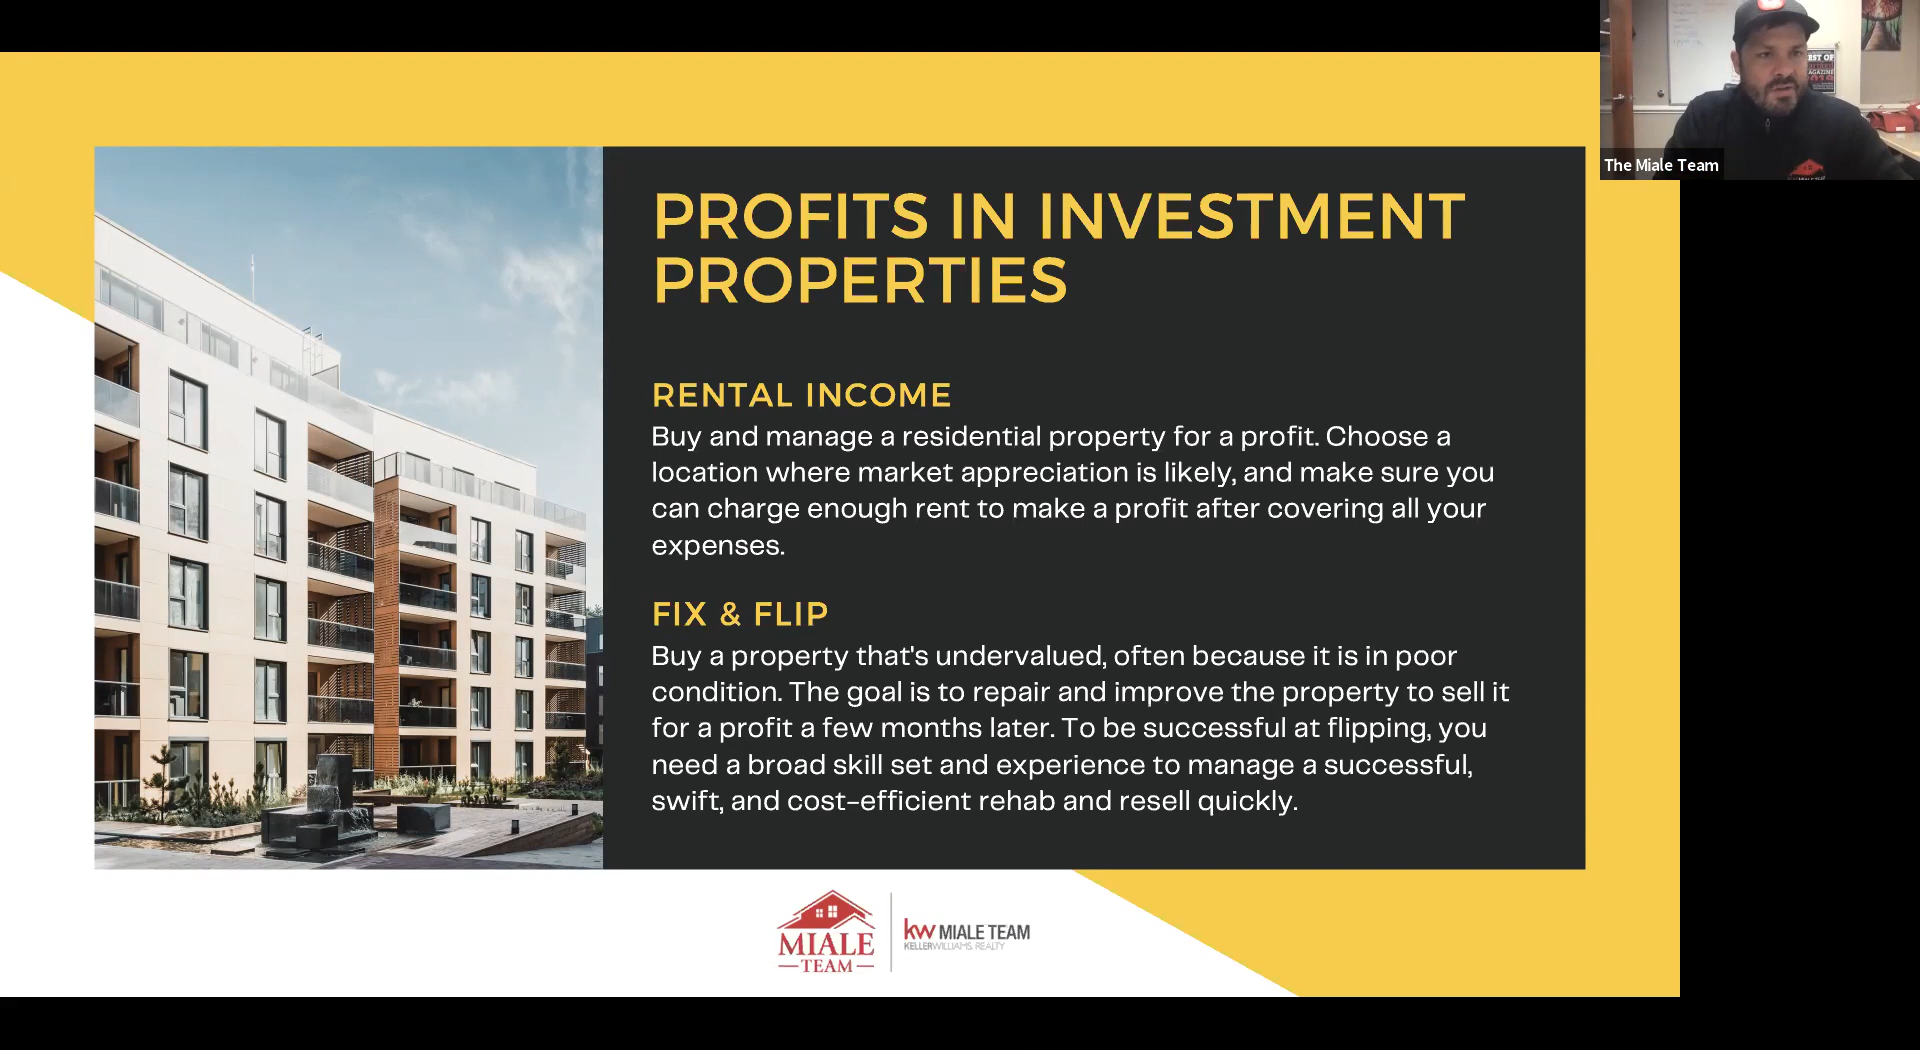 PROFITS IN INVESTMENT
PROPERTIES
RENTAL INCOME
Buy and manage a residential property for a profit. Choose a
location where market appreciation is likely, and make sure you
can charge enough rent to make a profit after covering all your
expenses.
FIX & FLIP
Buy a property that's undervalued, often because it is in poor
condition. The goal is to repair and improve the property to sell it
for a profit a few months later. To be successful at flipping, you
need a broad skill set and experience to manage a successful,
swift, and cost-efficient rehab and resell quickly.
MIALE
TEAM
kw MIALE TEAM
KELLERWILLIAMS. REALTY
EST OF
AGAZINE
The Miale Team